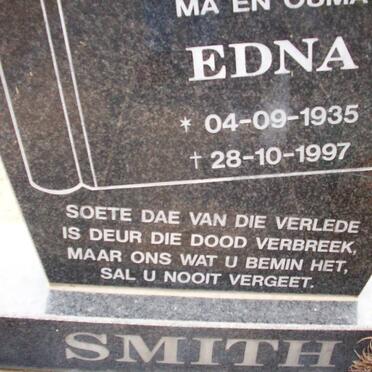 MA EN OUMA
EDNA
* 04-09-1935
† 28-10-1997
SOETE DAE VAN DIE VERLEDE
IS DEUR DIE DOOD VERBREEK,
MAAR ONS WAT U BEMIN HET,
SAL U NOOIT VERGEET.
SMITH